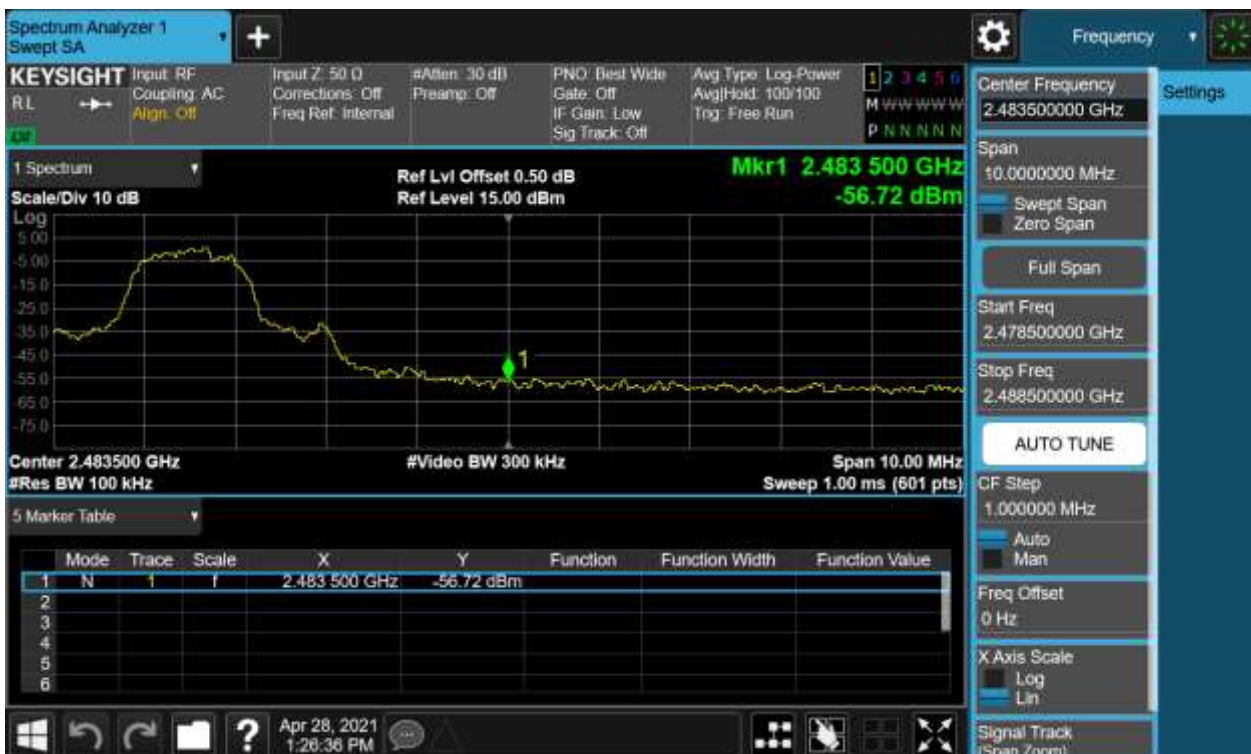 Spectrum Analyzer 1
Swept SA
+
Frequency
KEYSIGHT
RL
Input: RF
Coupling: AC
Align: Off
Input Z: 50 Ω
Corrections: Off
Freq Ref: Internal
#Atten: 30 dB
Preamp: Off
PNO: Best Wide
Gate: Off
IF Gain: Low
Sig Track: Off
Avg Type: Log-Power
Avg|Hold: 100/100
Trig: Free Run
1 2 3 4 5 6
M W W W W W
P N N N N N
1 Spectrum
Scale/Div 10 dB
Ref Lvl Offset 0.50 dB
Ref Level 15.00 dBm
Mkr1 2.483 500 GHz
-56.72 dBm
Log
5.00
-5.00
-15.0
-25.0
-35.0
-45.0
-55.0
-65.0
-75.0
1
Center 2.483500 GHz
#Res BW 100 kHz
#Video BW 300 kHz
Span 10.00 MHz
Sweep 1.00 ms (601 pts)
5 Marker Table
Mode Trace Scale X Y Function Function Width Function Value
1 N 1 f 2.483 500 GHz -56.72 dBm
2
3
4
5
6
?
Apr 28, 2021
1:26:36 PM
Center Frequency
2.483500000 GHz
Settings
Span
10.0000000 MHz
Swept Span
Zero Span
Full Span
Start Freq
2.478500000 GHz
Stop Freq
2.488500000 GHz
AUTO TUNE
CF Step
1.000000 MHz
Auto
Man
Freq Offset
0 Hz
X Axis Scale
Log
Lin
Signal Track
(Span Zoom)